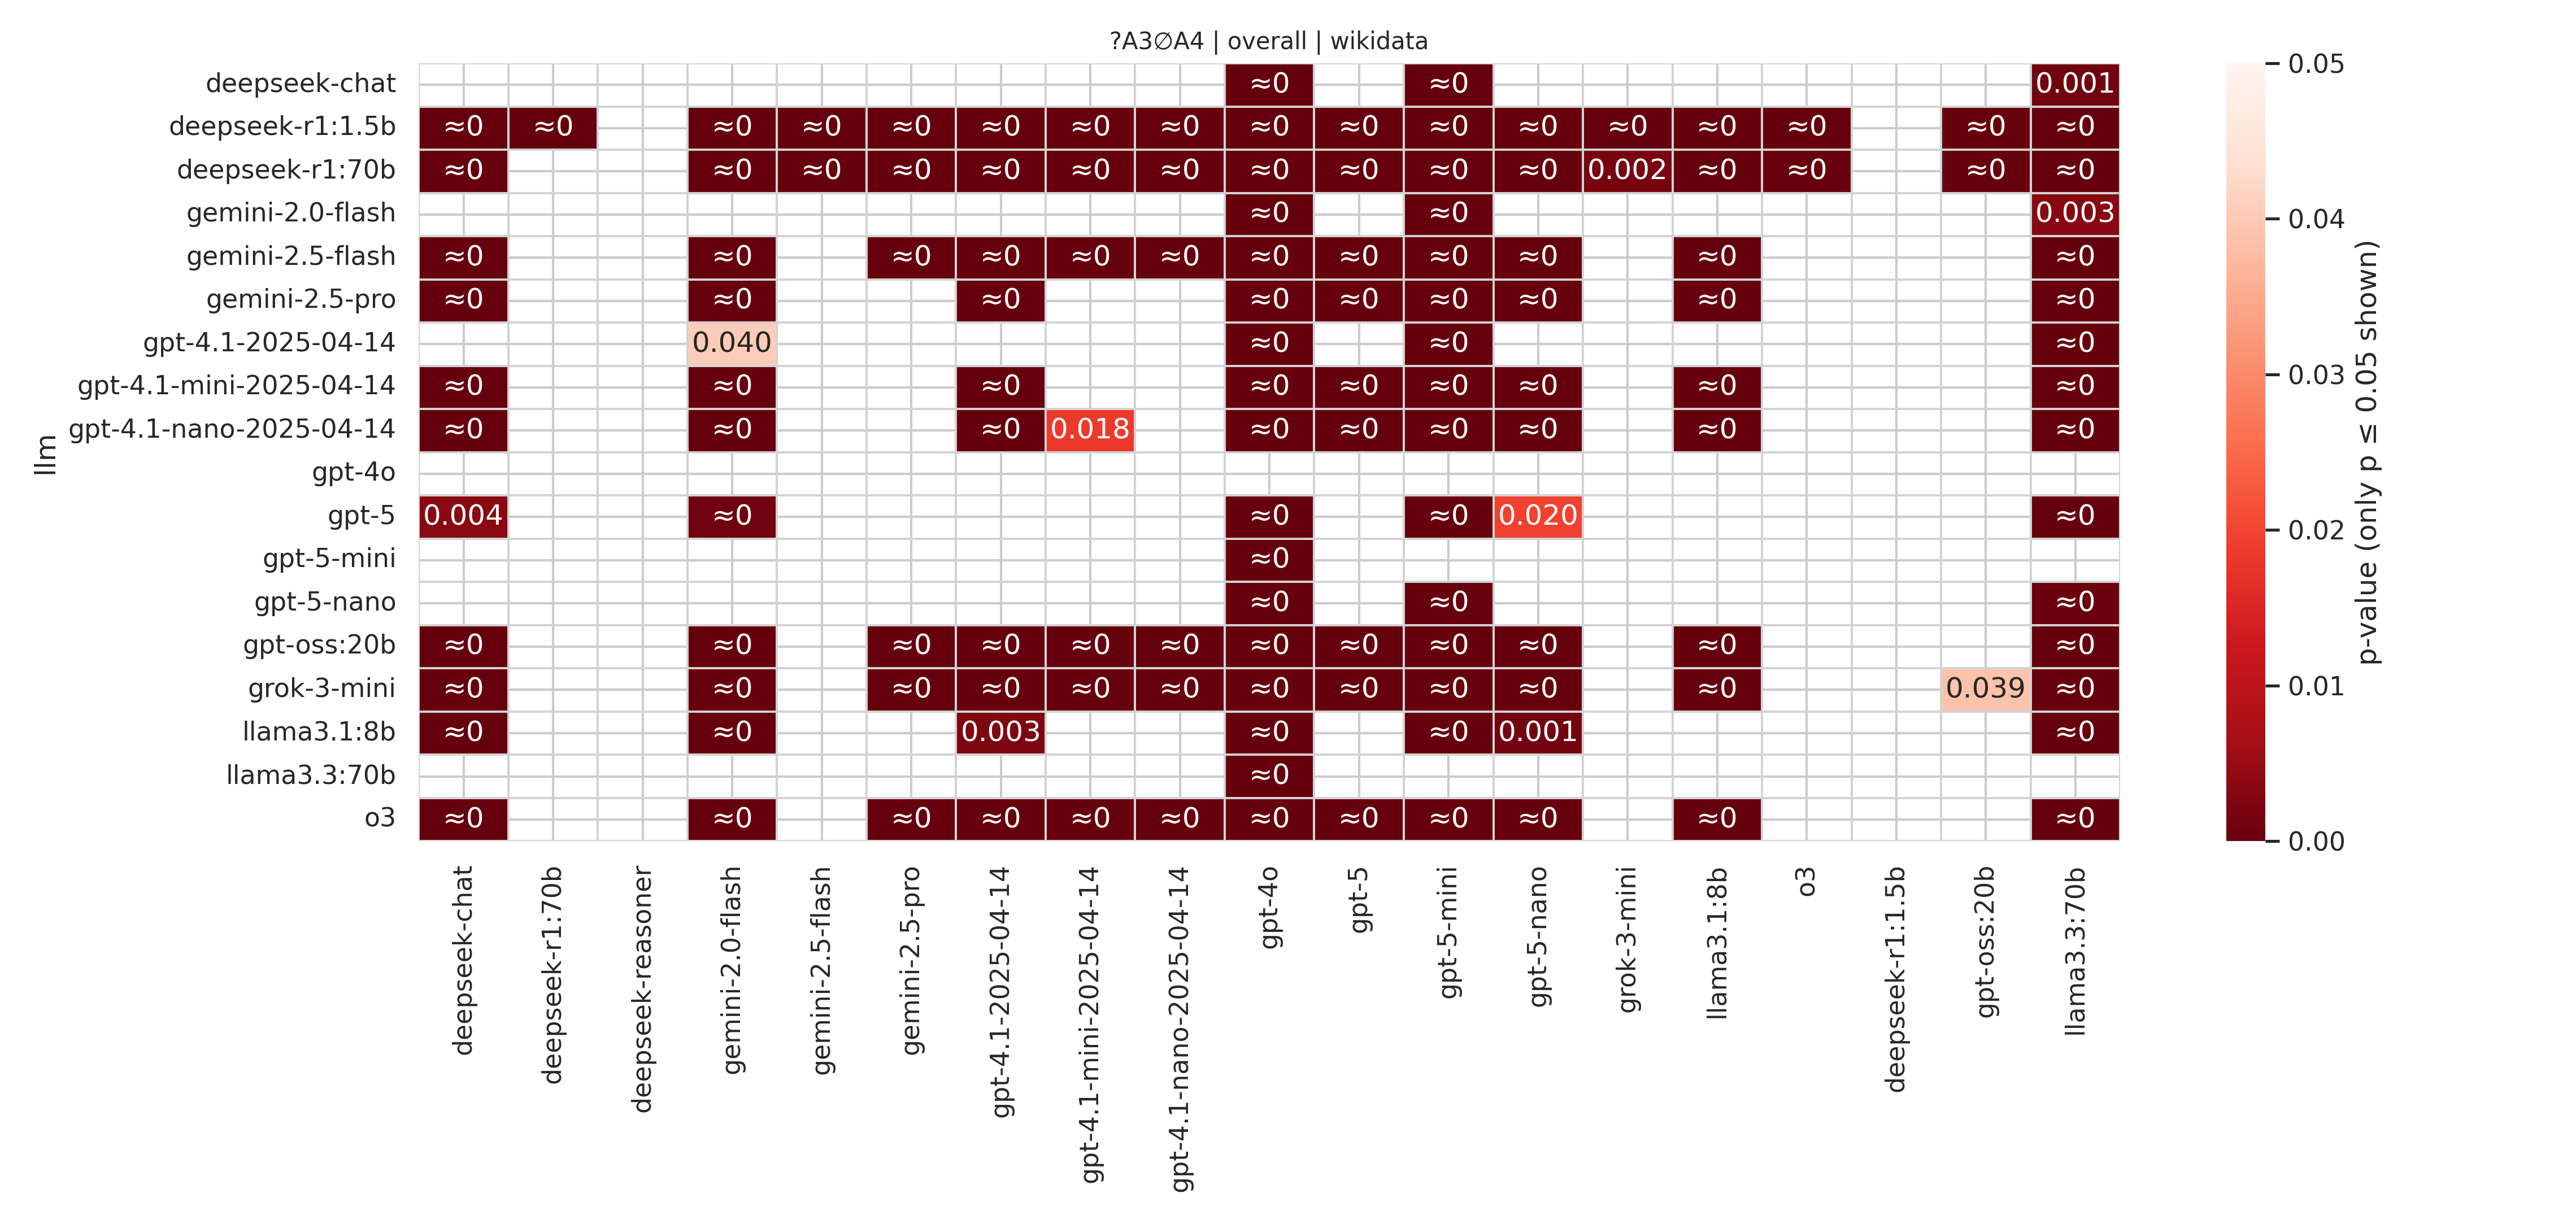 ?A3∅A4 | overall | wikidata
llm
deepseek-chat ≈0 ≈0 0.001
deepseek-r1:1.5b ≈0 ≈0 ≈0 ≈0 ≈0 ≈0 ≈0 ≈0 ≈0 ≈0 ≈0 ≈0 ≈0 ≈0 ≈0 ≈0 ≈0
deepseek-r1:70b ≈0 ≈0 ≈0 ≈0 ≈0 ≈0 ≈0 ≈0 ≈0 ≈0 ≈0 0.002 ≈0 ≈0 ≈0 ≈0
gemini-2.0-flash ≈0 ≈0 0.003
gemini-2.5-flash ≈0 ≈0 ≈0 ≈0 ≈0 ≈0 ≈0 ≈0 ≈0 ≈0 ≈0 ≈0
gemini-2.5-pro ≈0 ≈0 ≈0 ≈0 ≈0 ≈0 ≈0 ≈0 ≈0
gpt-4.1-2025-04-14 0.040 ≈0 ≈0 ≈0
gpt-4.1-mini-2025-04-14 ≈0 ≈0 ≈0 ≈0 ≈0 ≈0 ≈0 ≈0 ≈0
gpt-4.1-nano-2025-04-14 ≈0 ≈0 ≈0 0.018 ≈0 ≈0 ≈0 ≈0 ≈0 ≈0
gpt-4o
gpt-5 0.004 ≈0 ≈0 ≈0 0.020 ≈0
gpt-5-mini ≈0
gpt-5-nano ≈0 ≈0 ≈0
gpt-oss:20b ≈0 ≈0 ≈0 ≈0 ≈0 ≈0 ≈0 ≈0 ≈0 ≈0 ≈0 ≈0
grok-3-mini ≈0 ≈0 ≈0 ≈0 ≈0 ≈0 ≈0 ≈0 ≈0 ≈0 ≈0 0.039 ≈0
llama3.1:8b ≈0 ≈0 0.003 ≈0 ≈0 0.001 ≈0
llama3.3:70b ≈0
o3 ≈0 ≈0 ≈0 ≈0 ≈0 ≈0 ≈0 ≈0 ≈0 ≈0 ≈0 ≈0
deepseek-chat
deepseek-r1:70b
deepseek-reasoner
gemini-2.0-flash
gemini-2.5-flash
gemini-2.5-pro
gpt-4.1-2025-04-14
gpt-4.1-mini-2025-04-14
gpt-4.1-nano-2025-04-14
gpt-4o
gpt-5
gpt-5-mini
gpt-5-nano
grok-3-mini
llama3.1:8b
o3
deepseek-r1:1.5b
gpt-oss:20b
llama3.3:70b
0.05
0.04
0.03
0.02
0.01
0.00
p-value (only p ≤ 0.05 shown)